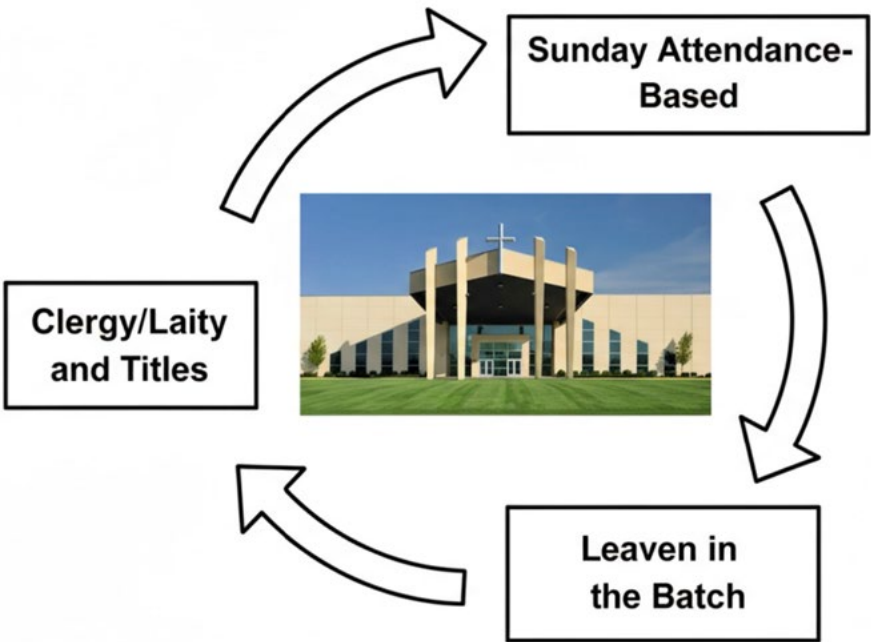 Sunday Attendance-
Based
Clergy/Laity
and Titles
Leaven in
the Batch